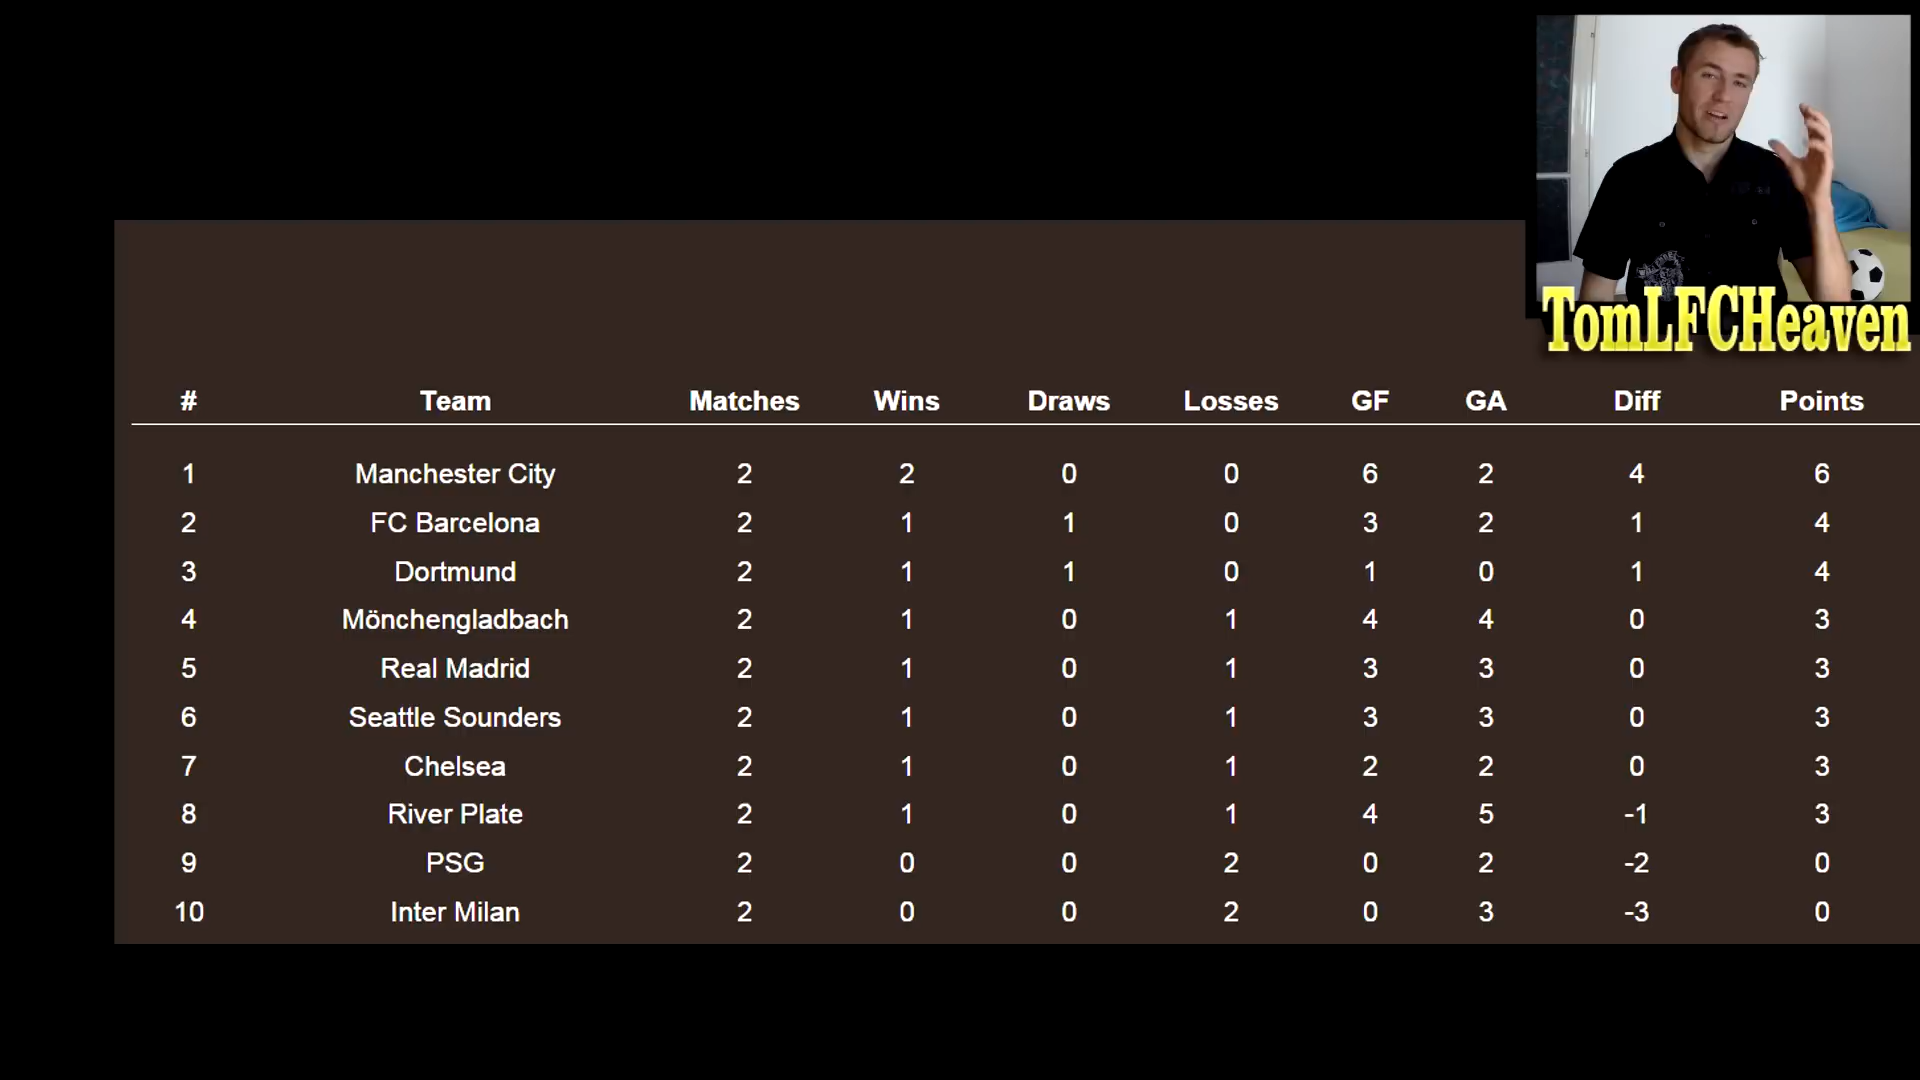 TomLFCHeaven
# Team Matches Wins Draws Losses GF GA Diff Points
1 Manchester City 2 2 0 0 6 2 4 6
2 FC Barcelona 2 1 1 0 3 2 1 4
3 Dortmund 2 1 1 0 1 0 1 4
4 Mönchengladbach 2 1 0 1 4 4 0 3
5 Real Madrid 2 1 0 1 3 3 0 3
6 Seattle Sounders 2 1 0 1 3 3 0 3
7 Chelsea 2 1 0 1 2 2 0 3
8 River Plate 2 1 0 1 4 5 -1 3
9 PSG 2 0 0 2 0 2 -2 0
10 Inter Milan 2 0 0 2 0 3 -3 0